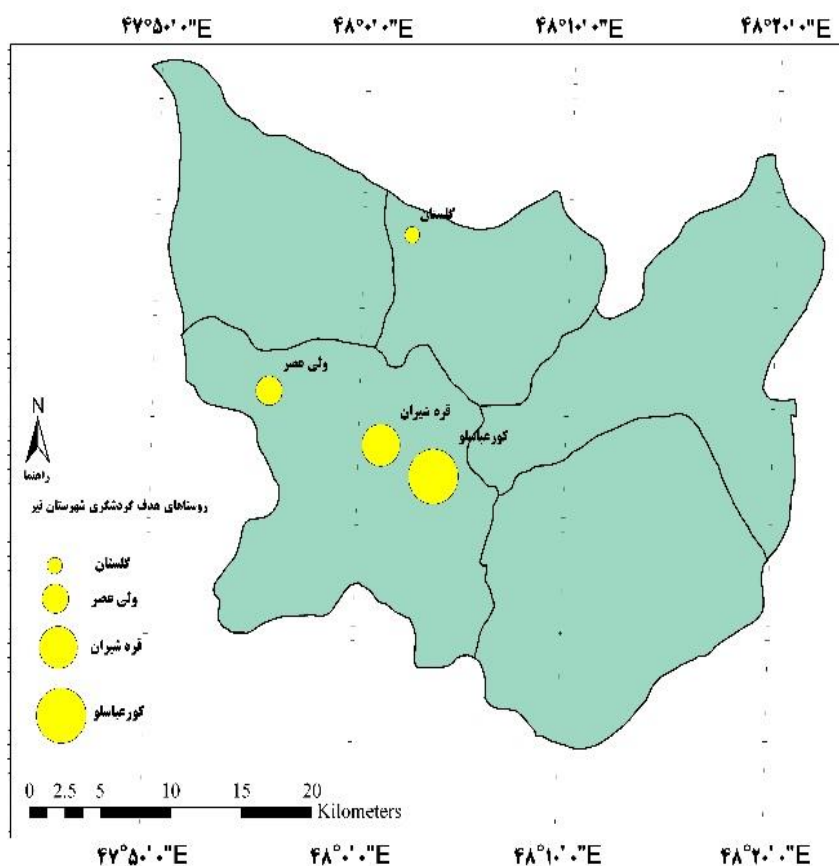 ۴۷°۵۰'۰"E ۴۸°۰'۰"E ۴۸°۱۰'۰"E ۴۸°۲۰'۰"E
گلستان
ولی عصر
قره شیران
کورعباسلو
N
راهنما
روستاهای هدف گردشگری شهرستان نیر
گلستان
ولی عصر
قره شیران
کورعباسلو
0 2.5 5 10 15 20
Kilometers
۴۷°۵۰'۰"E ۴۸°۰'۰"E ۴۸°۱۰'۰"E ۴۸°۲۰'۰"E